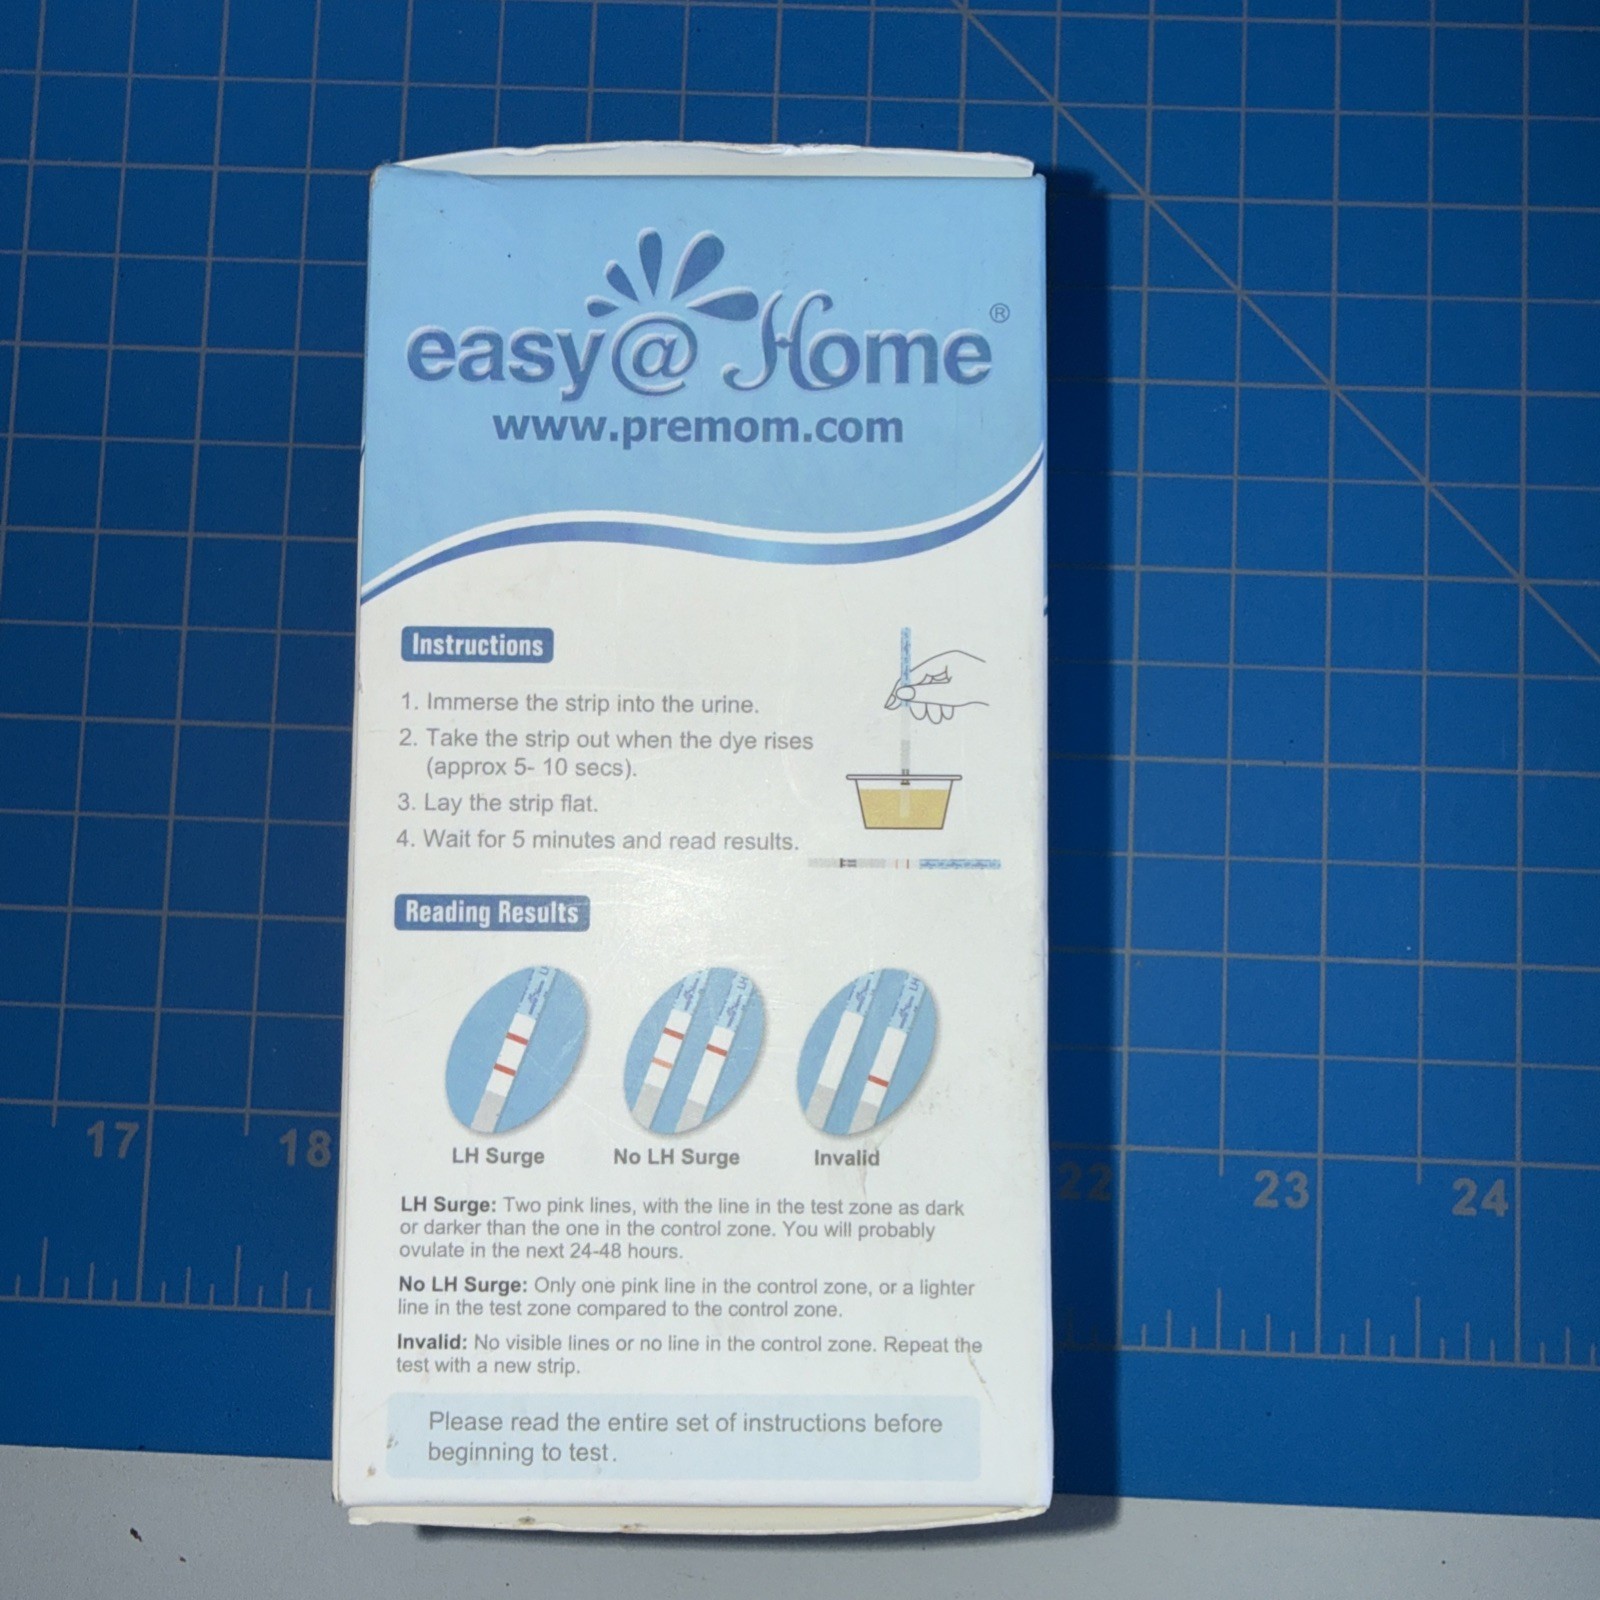 easy@Home®
www.premom.com
Instructions
1. Immerse the strip into the urine.
2. Take the strip out when the dye rises
(approx 5- 10 secs).
3. Lay the strip flat.
4. Wait for 5 minutes and read results.
Reading Results
LH
LH
LH
LH Surge
No LH Surge
Invalid
LH Surge: Two pink lines, with the line in the test zone as dark
or darker than the one in the control zone. You will probably
ovulate in the next 24-48 hours.
No LH Surge: Only one pink line in the control zone, or a lighter
line in the test zone compared to the control zone.
Invalid: No visible lines or no line in the control zone. Repeat the
test with a new strip.
Please read the entire set of instructions before
beginning to test.
17
18
22
23
24